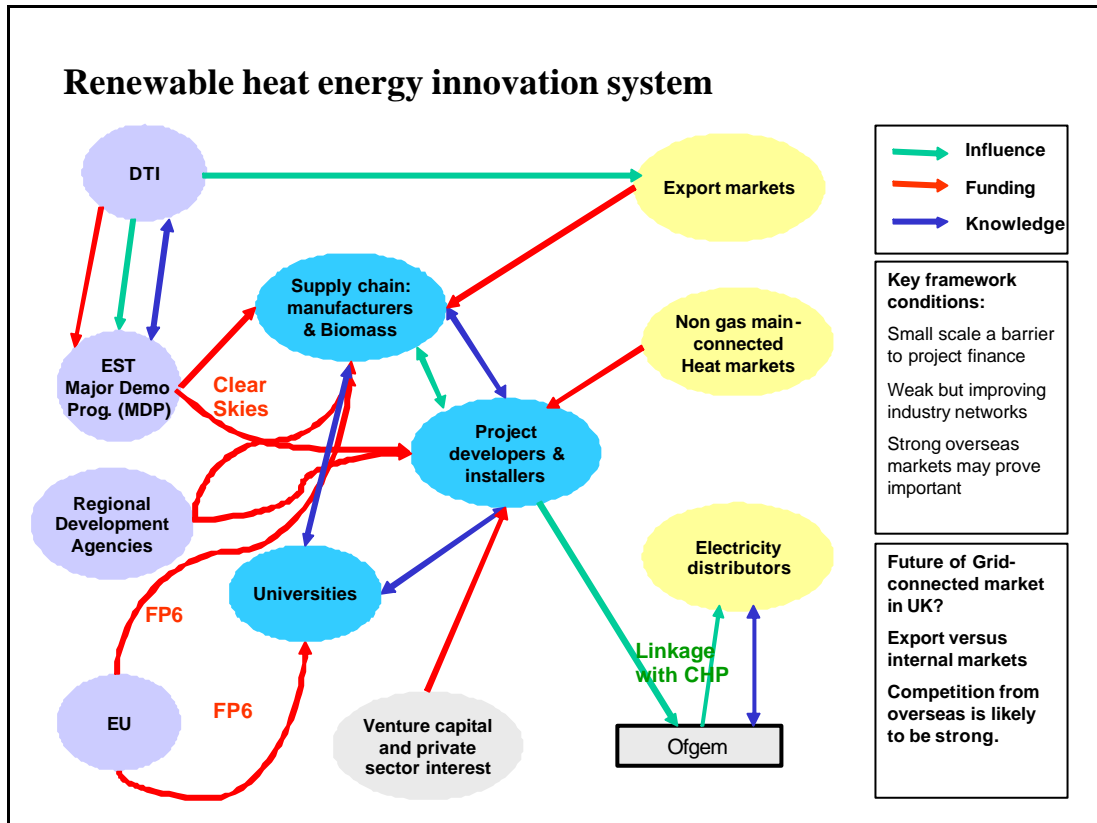 Renewable heat energy innovation system
DTI
Export markets
Influence
Funding
Knowledge
Supply chain:
manufacturers
& Biomass
Non gas main-
connected
Heat markets
EST
Major Demo
Prog. (MDP)
Clear
Skies
Project
developers &
installers
Regional
Development
Agencies
Universities
Electricity
distributors
FP6
FP6
EU
Linkage
with CHP
Venture capital
and private
sector interest
Ofgem
Key framework
conditions:
Small scale a barrier
to project finance
Weak but improving
industry networks
Strong overseas
markets may prove
important
Future of Grid-
connected market
in UK?
Export versus
internal markets
Competition from
overseas is likely
to be strong.